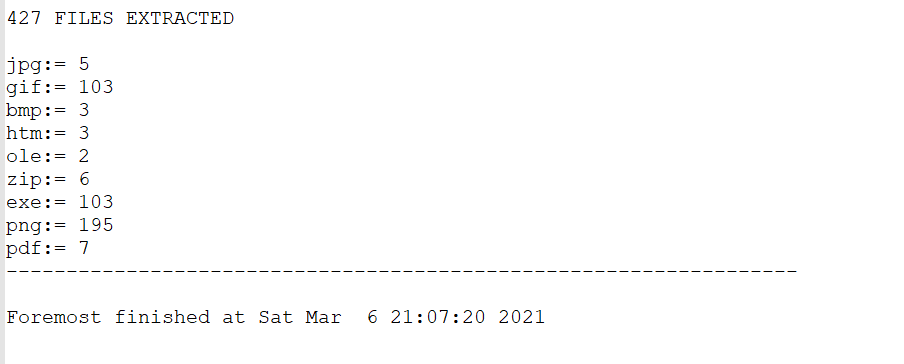 427 FILES EXTRACTED
jpg:= 5
gif:= 103
bmp:= 3
htm:= 3
ole:= 2
zip:= 6
exe:= 103
png:= 195
pdf:= 7
------------------------------------------------------------------
Foremost finished at Sat Mar  6 21:07:20 2021